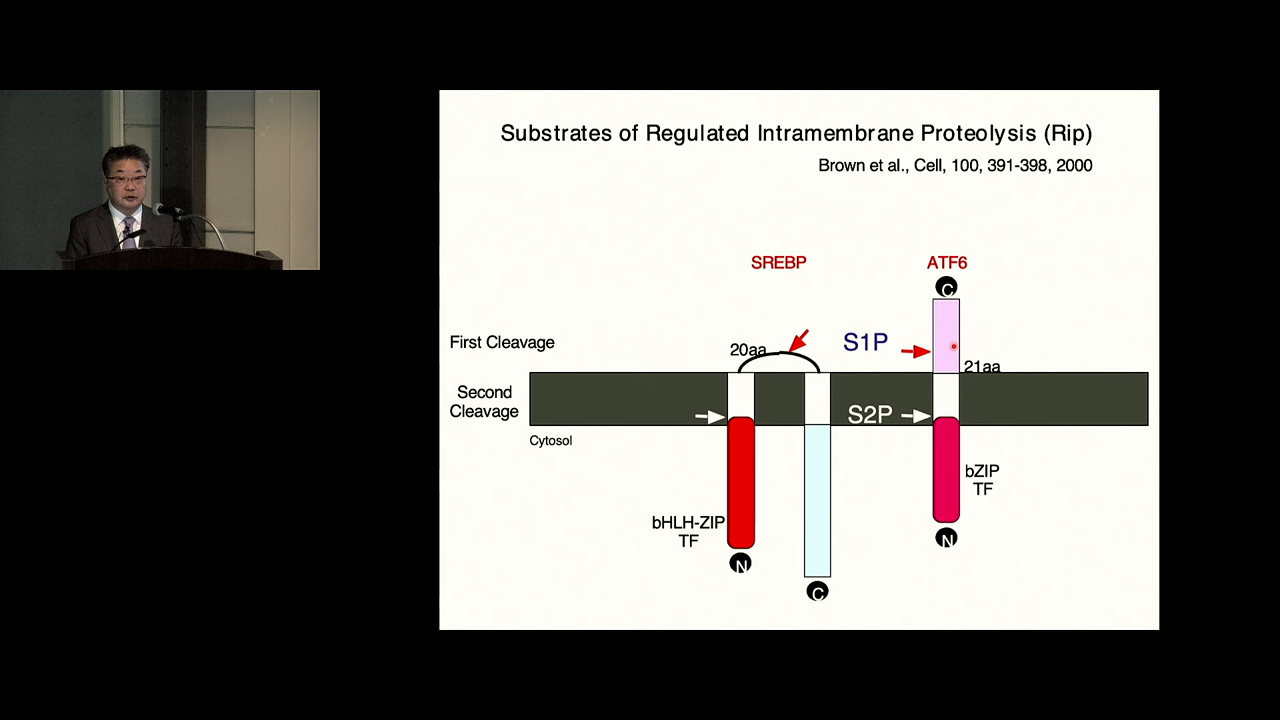 Substrates of Regulated Intramembrane Proteolysis (Rip)
Brown et al., Cell, 100, 391-398, 2000
SREBP
ATF6
C
First Cleavage
20aa
S1P
21aa
Second
Cleavage
S2P
Cytosol
bZIP
TF
bHLH-ZIP
TF
N
N
C